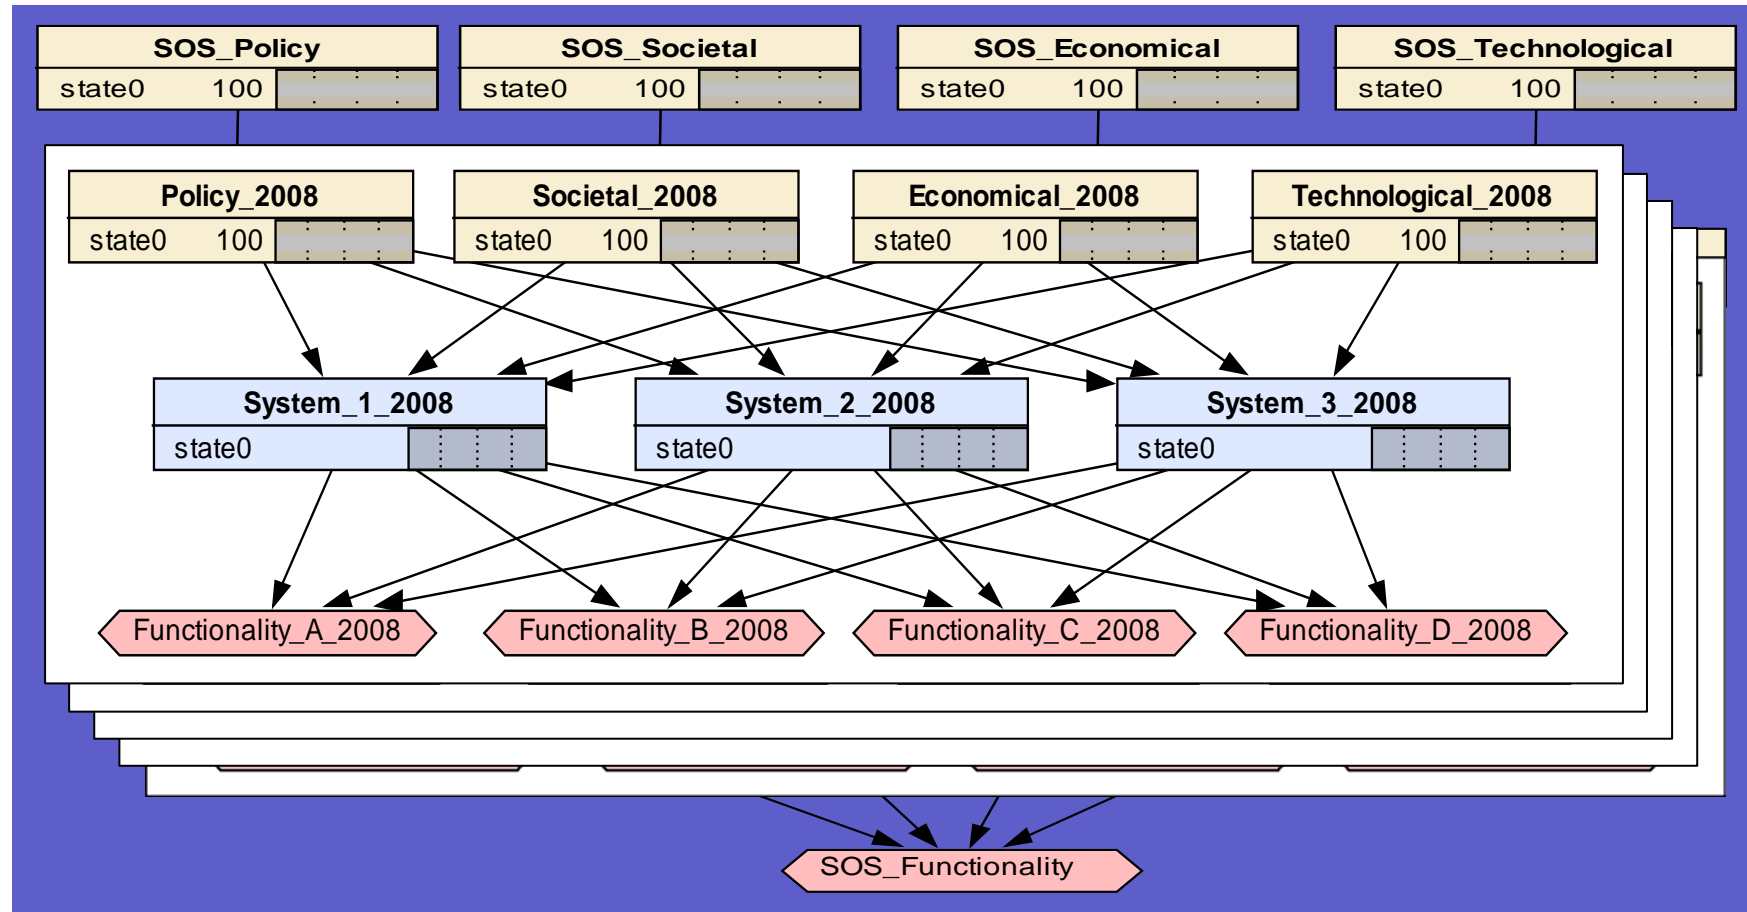 SOS_Policy SOS_Societal SOS_Economical SOS_Technological
state0 100 state0 100 state0 100 state0 100
Policy_2008 Societal_2008 Economical_2008 Technological_2008
state0 100 state0 100 state0 100 state0 100
System_1_2008 System_2_2008 System_3_2008
state0 state0 state0
Functionality_A_2008 Functionality_B_2008 Functionality_C_2008 Functionality_D_2008
SOS_Functionality